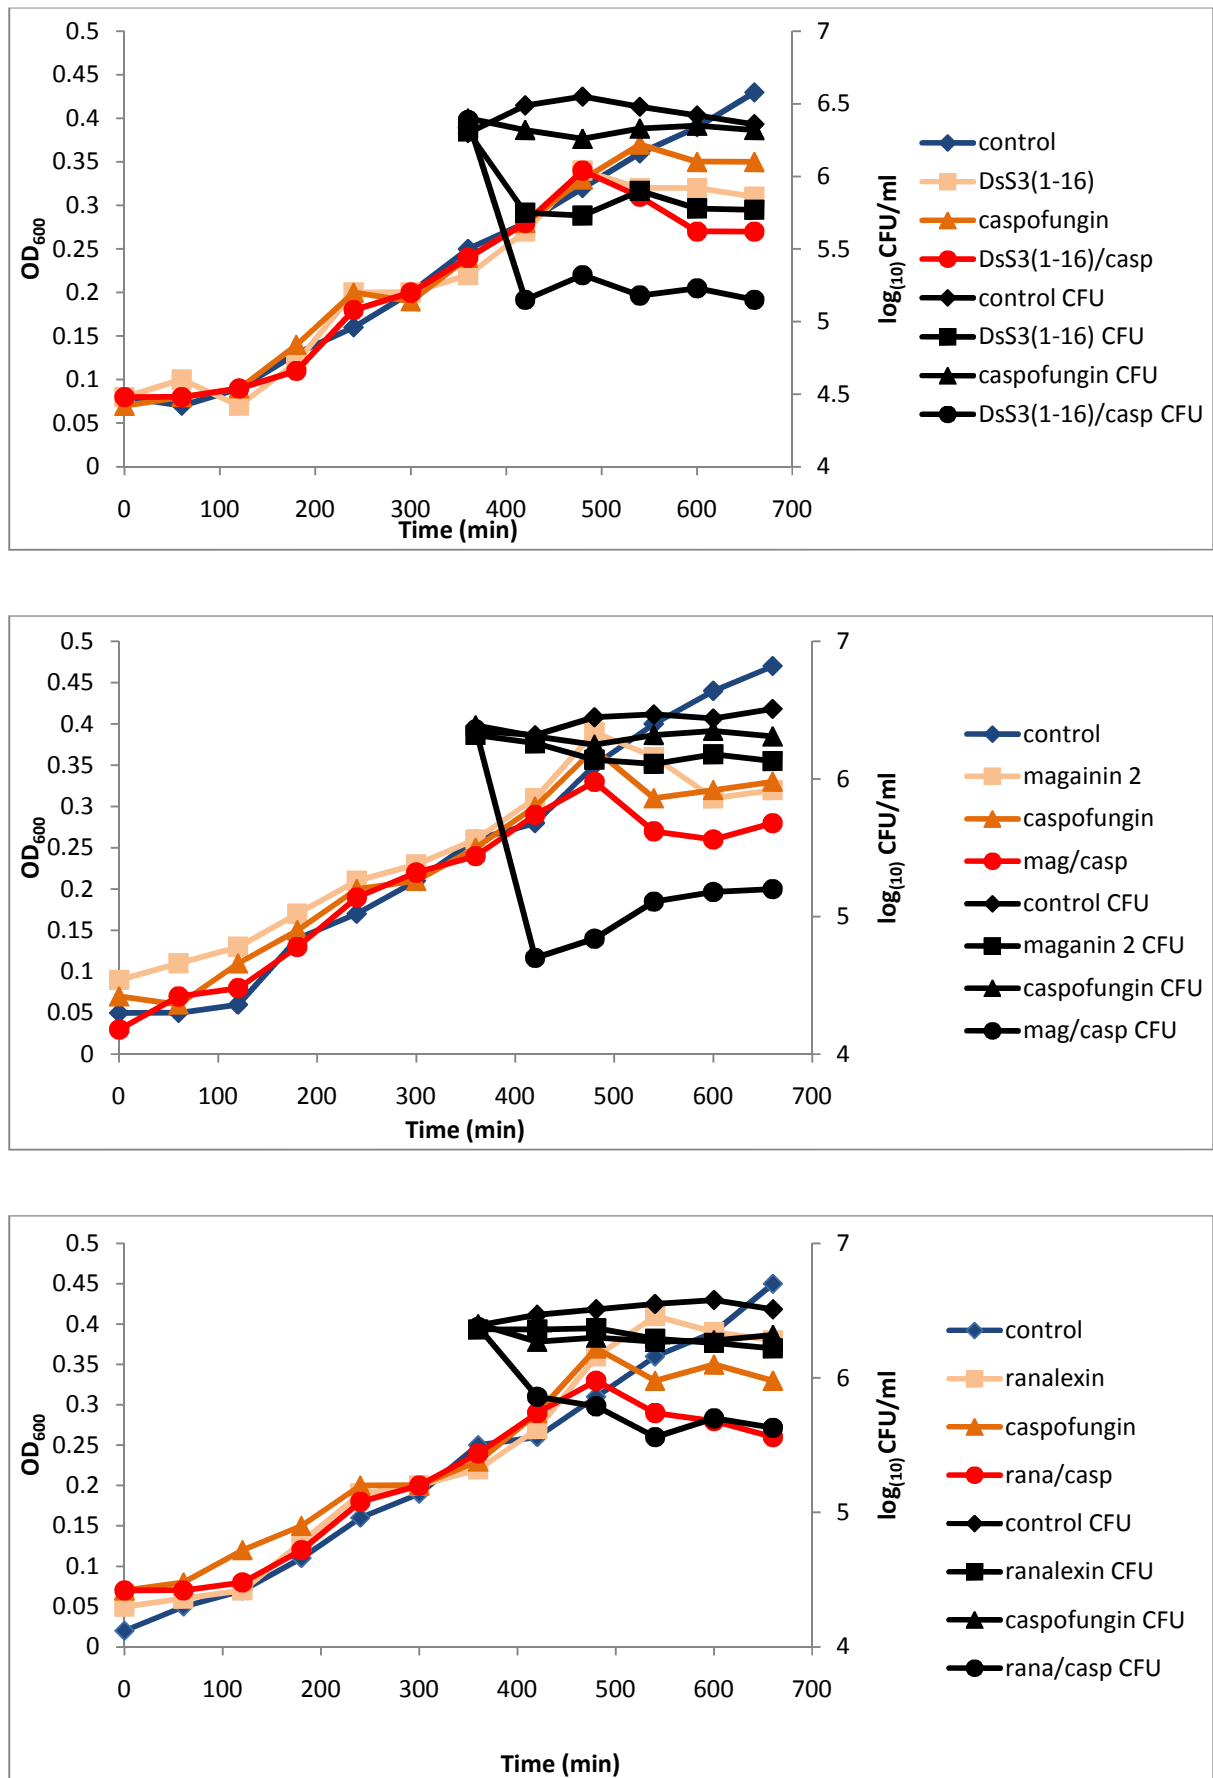 0.5
0.45
0.4
0.35
0.3
0.25
0.2
0.15
0.1
0.05
0
OD600
7
6.5
6
5.5
5
4.5
4
log(10) CFU/ml
0 100 200 300 400 500 600 700
Time (min)
control
DsS3(1-16)
caspofungin
DsS3(1-16)/casp
control CFU
DsS3(1-16) CFU
caspofungin CFU
DsS3(1-16)/casp CFU
0.5
0.45
0.4
0.35
0.3
0.25
0.2
0.15
0.1
0.05
0
OD600
7
6
5
4
log(10) CFU/ml
0 100 200 300 400 500 600 700
Time (min)
control
magainin 2
caspofungin
mag/casp
control CFU
maganin 2 CFU
caspofungin CFU
mag/casp CFU
0.5
0.45
0.4
0.35
0.3
0.25
0.2
0.15
0.1
0.05
0
OD600
7
6
5
4
log(10) CFU/ml
0 100 200 300 400 500 600 700
Time (min)
control
ranalexin
caspofungin
rana/casp
control CFU
ranalexin CFU
caspofungin CFU
rana/casp CFU